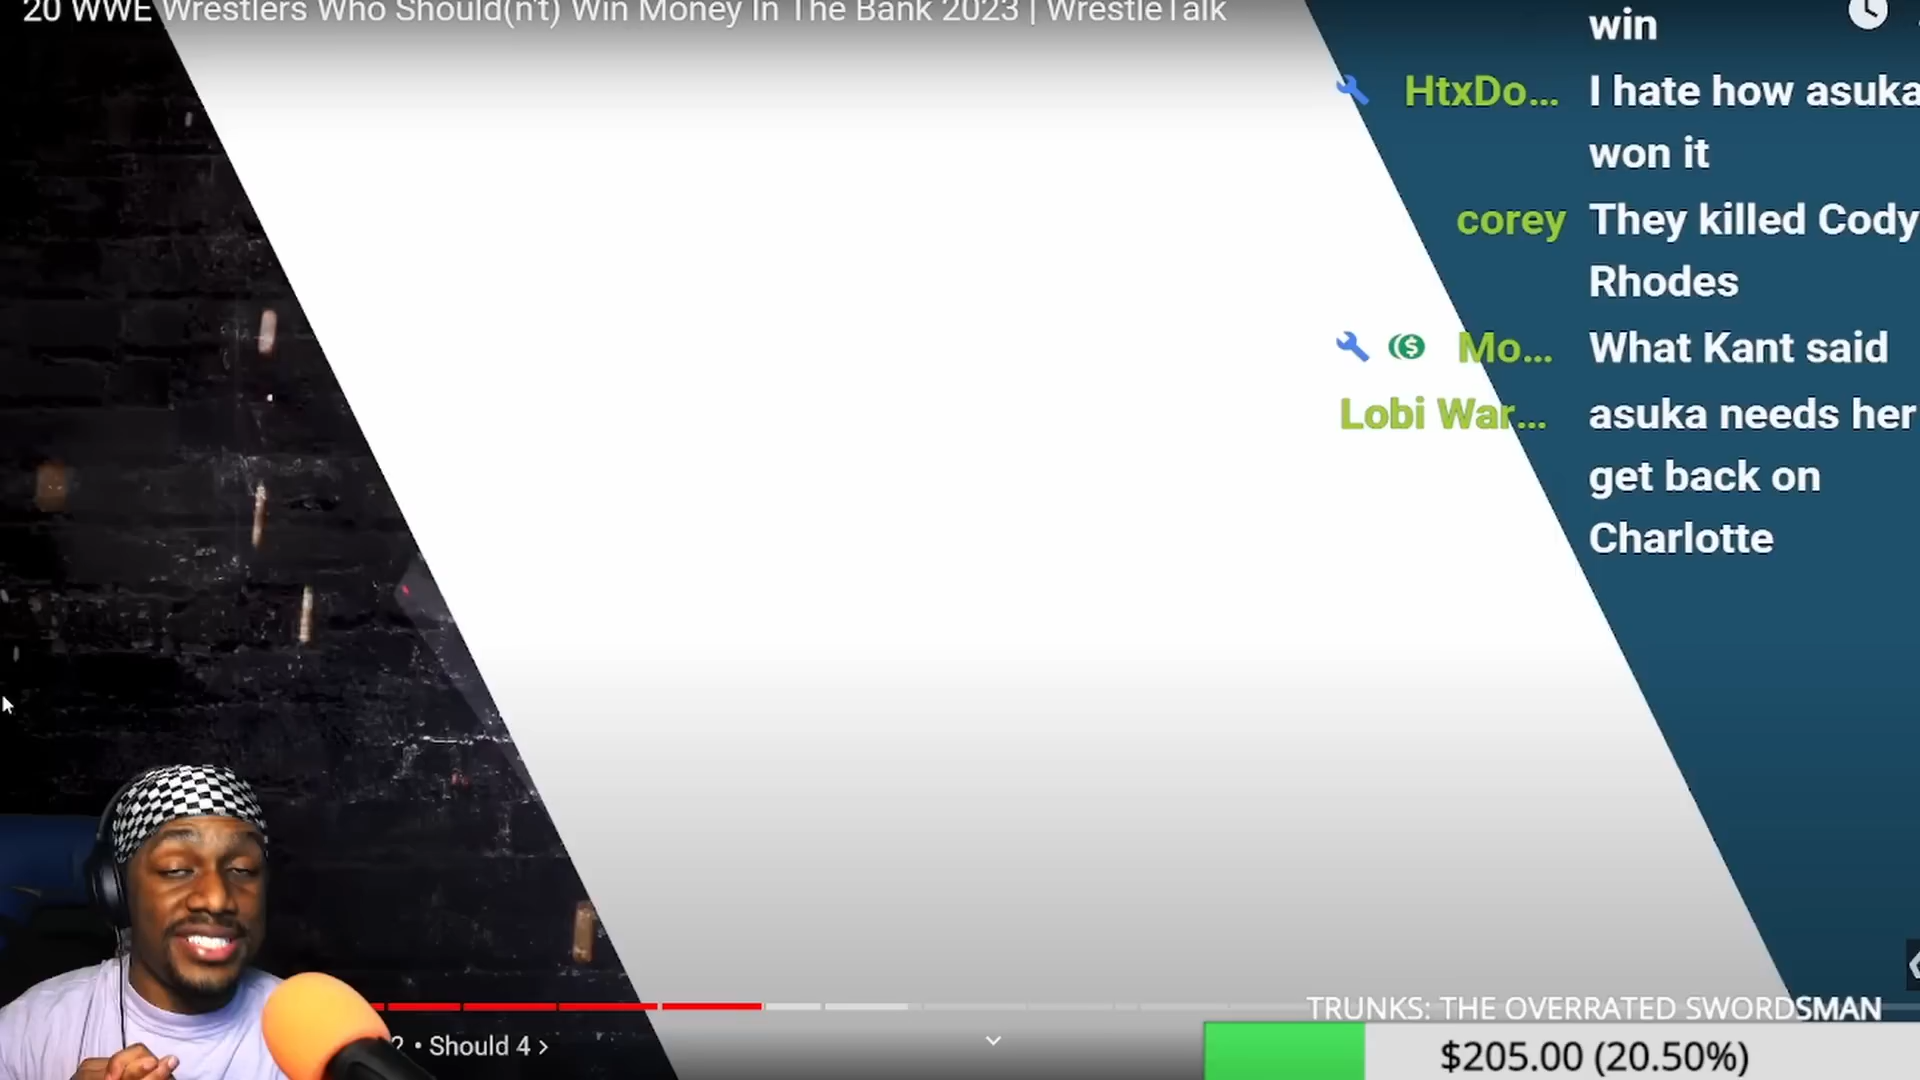 20 WWE Wrestlers Who Should(n't) Win Money In The Bank 2023 | WrestleTalk
win
HtxDo... I hate how asuka
won it
corey They killed Cody
Rhodes
Mo... What Kant said
Lobi War... asuka needs her
get back on
Charlotte
TRUNKS: THE OVERRATED SWORDSMAN
? • Should 4 >
$205.00 (20.50%)